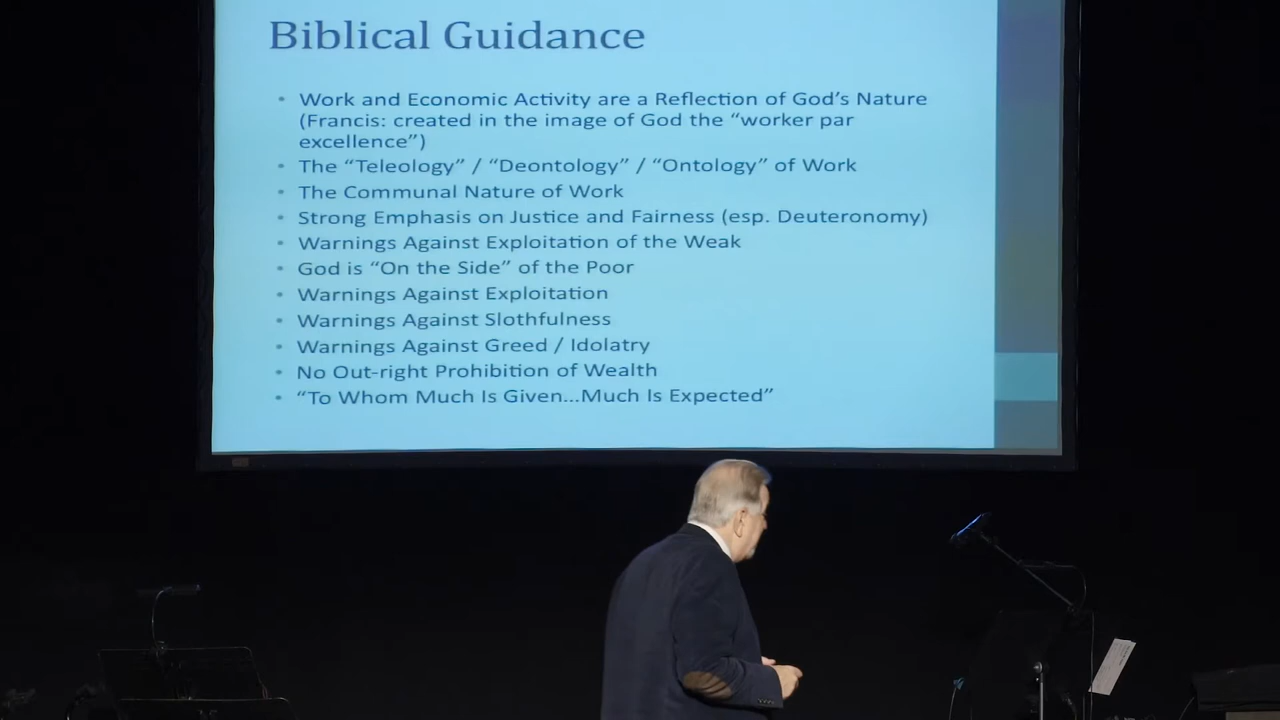 Biblical Guidance
• Work and Economic Activity are a Reflection of God’s Nature
(Francis: created in the image of God the “worker par
excellence”)
• The “Teleology” / “Deontology” / “Ontology” of Work
• The Communal Nature of Work
• Strong Emphasis on Justice and Fairness (esp. Deuteronomy)
• Warnings Against Exploitation of the Weak
• God is “On the Side” of the Poor
• Warnings Against Exploitation
• Warnings Against Slothfulness
• Warnings Against Greed / Idolatry
• No Out-right Prohibition of Wealth
• “To Whom Much Is Given...Much Is Expected”